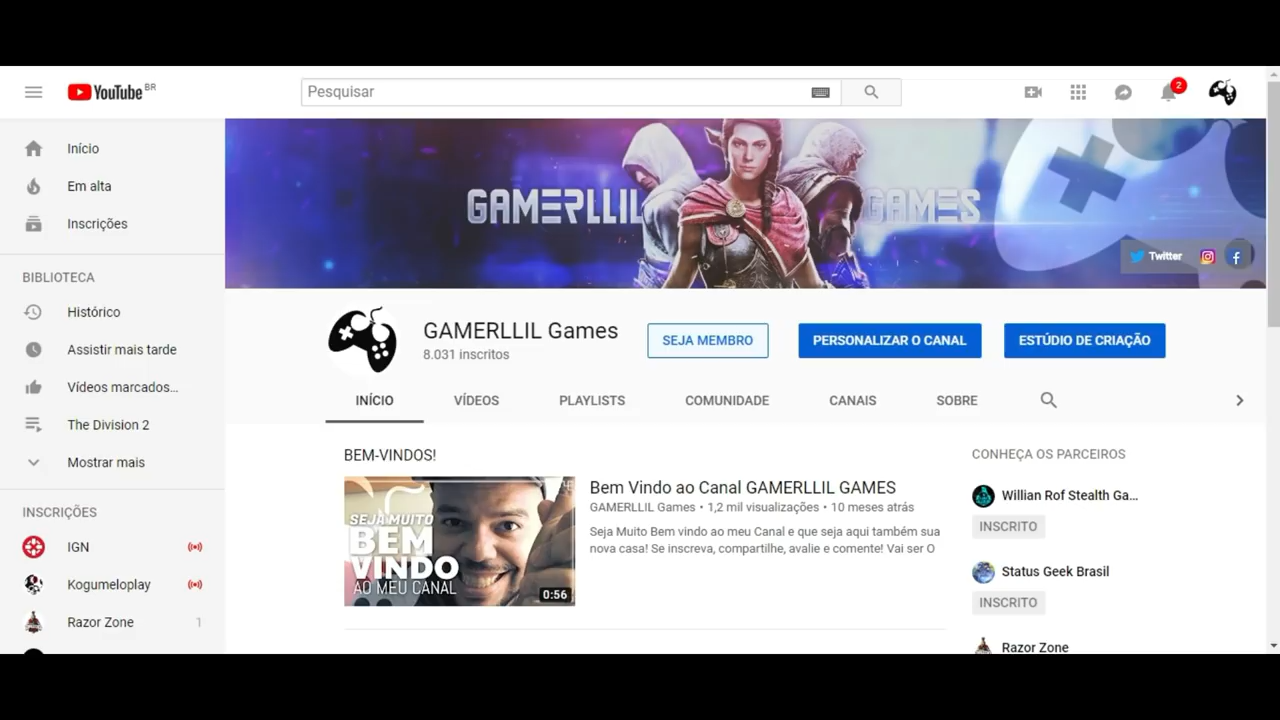 YouTube BR
Pesquisar
2
Início
Em alta
Inscrições
BIBLIOTECA
Histórico
Assistir mais tarde
Vídeos marcados...
The Division 2
Mostrar mais
INSCRIÇÕES
IGN
Kogumeloplay
Razor Zone 1
GAMERLLIL GAMES
Twitter
GAMERLLIL Games
8.031 inscritos
SEJA MEMBRO
PERSONALIZAR O CANAL
ESTÚDIO DE CRIAÇÃO
INÍCIO VÍDEOS PLAYLISTS COMUNIDADE CANAIS SOBRE
BEM-VINDOS!
SEJA MUITO
BEM
VINDO
AO MEU CANAL
0:56
Bem Vindo ao Canal GAMERLLIL GAMES
GAMERLLIL Games • 1,2 mil visualizações • 10 meses atrás
Seja Muito Bem vindo ao meu Canal e que seja aqui também sua
nova casa! Se inscreva, compartilhe, avalie e comente! Vai ser O
CONHEÇA OS PARCEIROS
Willian Rof Stealth Ga...
INSCRITO
Status Geek Brasil
INSCRITO
Razor Zone